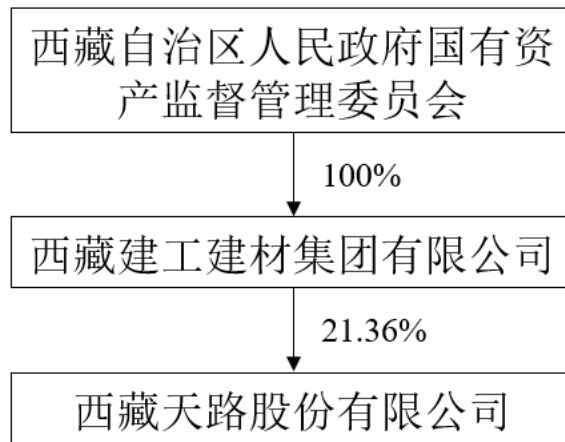 西藏自治区人民政府国有资
产监督管理委员会
100%
西藏建工建材集团有限公司
21.36%
西藏天路股份有限公司